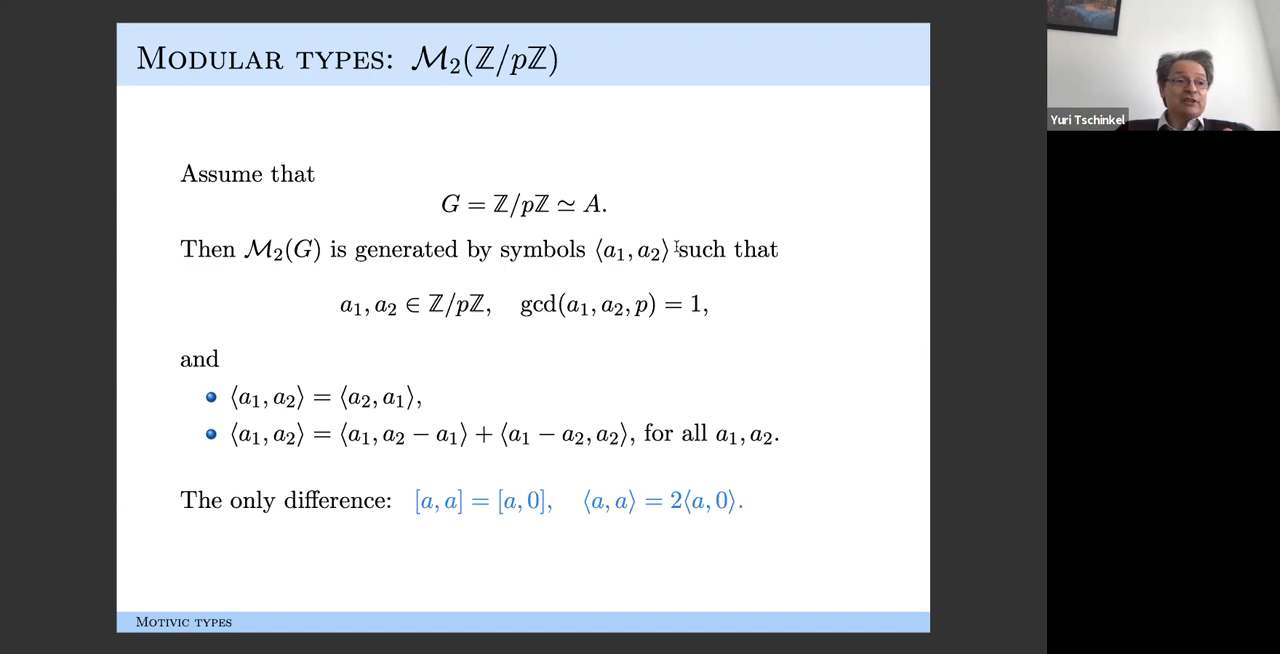 MODULAR TYPES: ℳ₂(ℤ/pℤ)
Assume that
G = ℤ/pℤ ≃ A.
Then ℳ₂(G) is generated by symbols ⟨a₁, a₂⟩ such that
a₁, a₂ ∈ ℤ/pℤ, gcd(a₁, a₂, p) = 1,
and
⟨a₁, a₂⟩ = ⟨a₂, a₁⟩,
⟨a₁, a₂⟩ = ⟨a₁, a₂ − a₁⟩ + ⟨a₁ − a₂, a₂⟩, for all a₁, a₂.
The only difference: [a, a] = [a, 0], ⟨a, a⟩ = 2⟨a, 0⟩.
MOTIVIC TYPES
Yuri Tschinkel